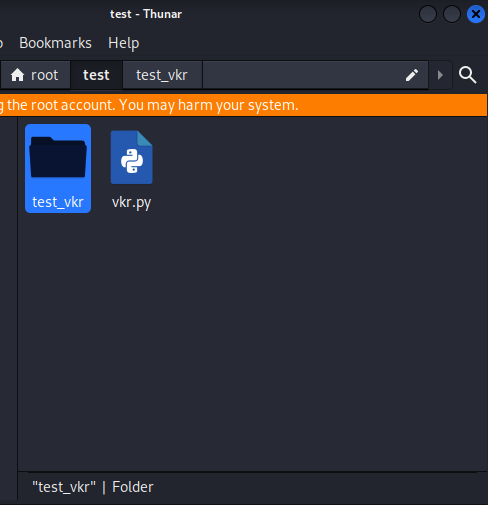 test - Thunar
Bookmarks Help
root test test_vkr
the root account. You may harm your system.
test_vkr vkr.py
"test_vkr" | Folder